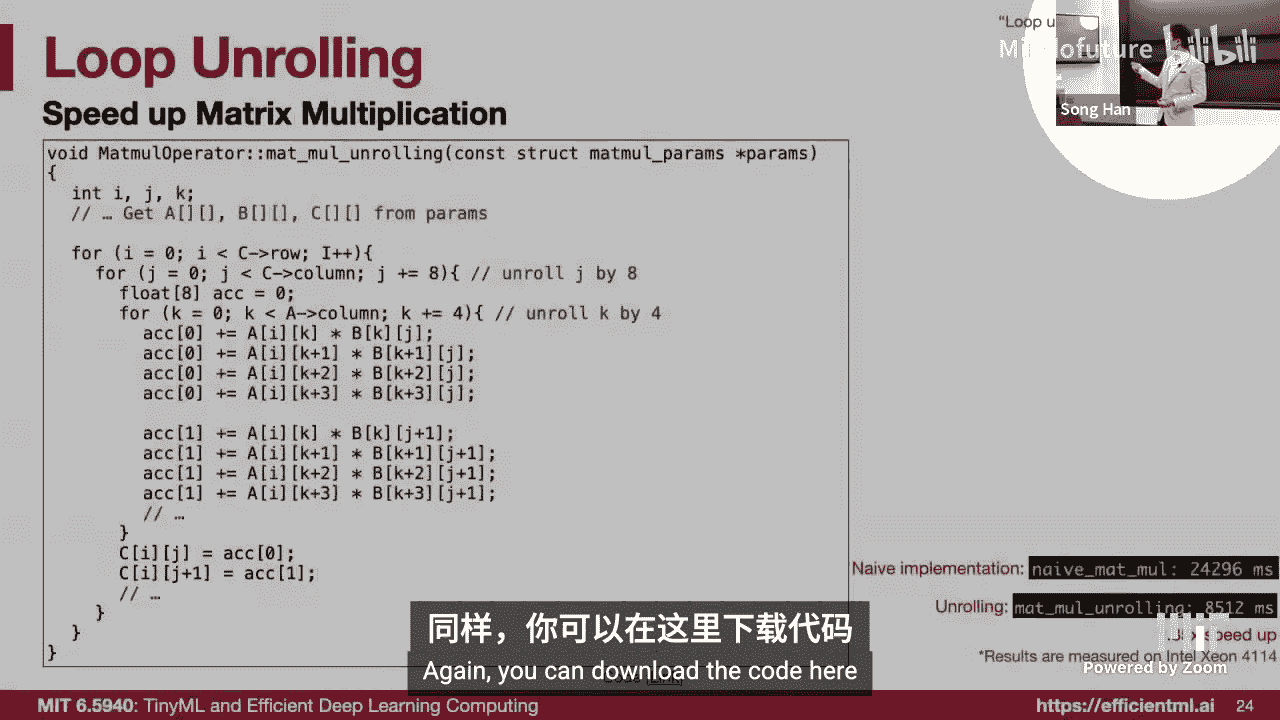 Loop Unrolling
"Loop u
bilibili
Song Han
Speed up Matrix Multiplication
void MatmulOperator::mat_mul_unrolling(const struct matmul_params *params)
{
int i, j, k;
// … Get A[][], B[][], C[][] from params
for (i = 0; i < C->row; I++){
for (j = 0; j < C->column; j += 8){ // unroll j by 8
float[8] acc = 0;
for (k = 0; k < A->column; k += 4){ // unroll k by 4
acc[0] += A[i][k] * B[k][j];
acc[0] += A[i][k+1] * B[k+1][j];
acc[0] += A[i][k+2] * B[k+2][j];
acc[0] += A[i][k+3] * B[k+3][j];
acc[1] += A[i][k] * B[k][j+1];
acc[1] += A[i][k+1] * B[k+1][j+1];
acc[1] += A[i][k+2] * B[k+2][j+1];
acc[1] += A[i][k+3] * B[k+3][j+1];
// …
}
C[i][j] = acc[0];
C[i][j+1] = acc[1];
// …
}
}
}
Naive implementation: naive_mat_mul: 24296 ms
Unrolling: mat_mul_unrolling: 8512 ms
speed up
*Results are measured on Intel Xeon 4114
Powered by Zoom
同样，你可以在这里下载代码
Again, you can download the code here
MIT 6.5940: TinyML and Efficient Deep Learning Computing
https://efficientml.ai 24